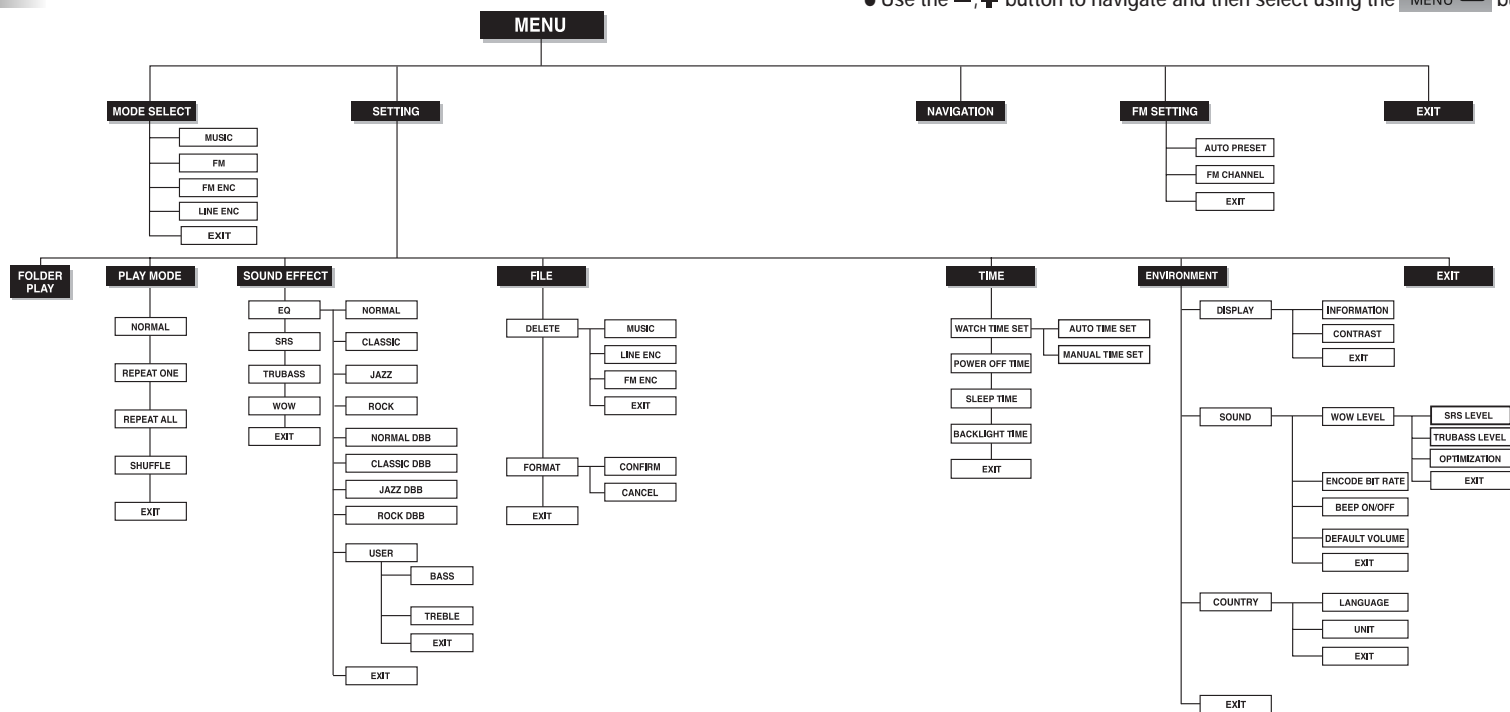 ● Use the −,+ button to navigate and then select using the MENU
MENU
MODE SELECT
MUSIC
FM
FM ENC
LINE ENC
EXIT
SETTING
NAVIGATION
FM SETTING
AUTO PRESET
FM CHANNEL
EXIT
EXIT
FOLDER
PLAY
PLAY MODE
NORMAL
REPEAT ONE
REPEAT ALL
SHUFFLE
EXIT
SOUND EFFECT
EQ
SRS
TRUBASS
WOW
EXIT
NORMAL
CLASSIC
JAZZ
ROCK
NORMAL DBB
CLASSIC DBB
JAZZ DBB
ROCK DBB
USER
BASS
TREBLE
EXIT
EXIT
FILE
DELETE
MUSIC
LINE ENC
FM ENC
EXIT
FORMAT
CONFIRM
CANCEL
EXIT
TIME
WATCH TIME SET
AUTO TIME SET
MANUAL TIME SET
POWER OFF TIME
SLEEP TIME
BACKLIGHT TIME
EXIT
ENVIRONMENT
DISPLAY
INFORMATION
CONTRAST
EXIT
SOUND
WOW LEVEL
SRS LEVEL
TRUBASS LEVEL
OPTIMIZATION
EXIT
ENCODE BIT RATE
BEEP ON/OFF
DEFAULT VOLUME
EXIT
COUNTRY
LANGUAGE
UNIT
EXIT
EXIT
EXIT